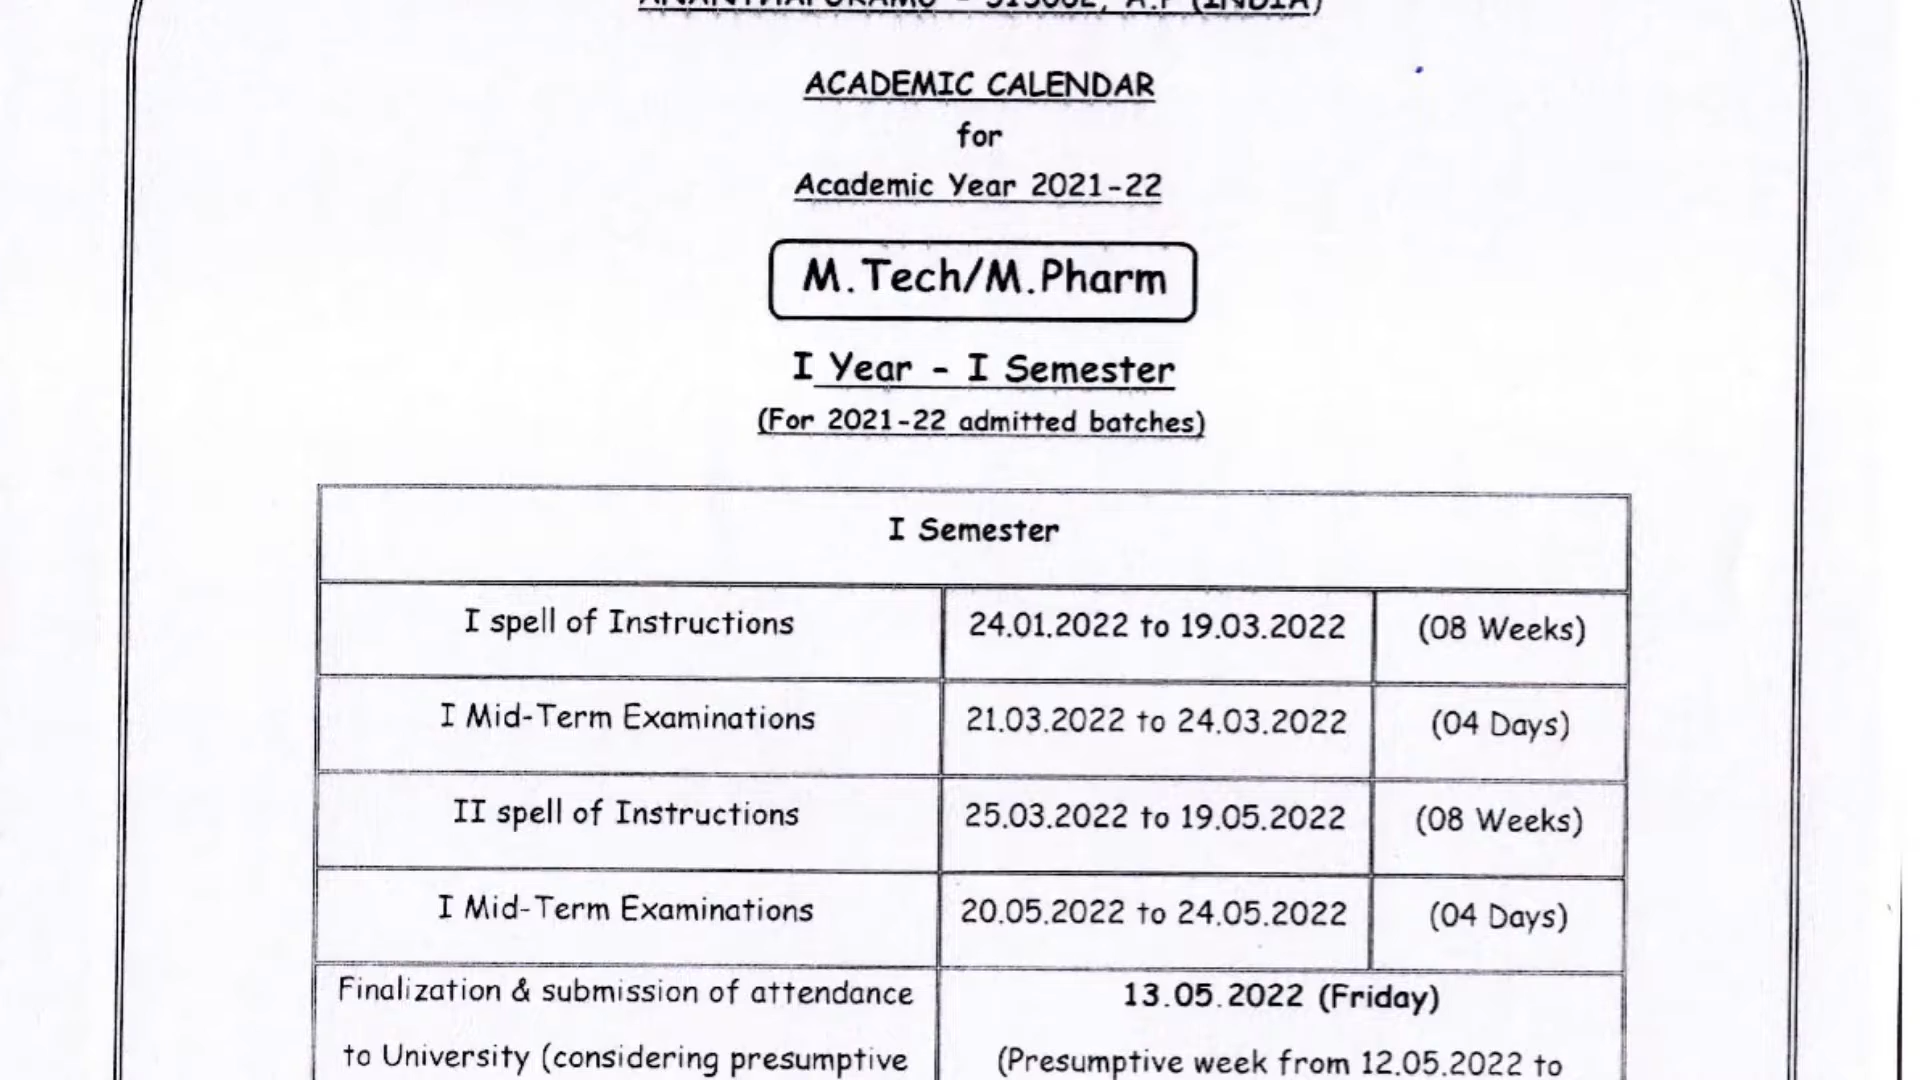 ANANTHAPURAMU - 515002, A.P (INDIA)
ACADEMIC CALENDAR
for
Academic Year 2021-22
M.Tech/M.Pharm
I Year - I Semester
(For 2021-22 admitted batches)
I Semester
I spell of Instructions 24.01.2022 to 19.03.2022 (08 Weeks)
I Mid-Term Examinations 21.03.2022 to 24.03.2022 (04 Days)
II spell of Instructions 25.03.2022 to 19.05.2022 (08 Weeks)
I Mid-Term Examinations 20.05.2022 to 24.05.2022 (04 Days)
Finalization & submission of attendance 13.05.2022 (Friday)
to University (considering presumptive (Presumptive week from 12.05.2022 to